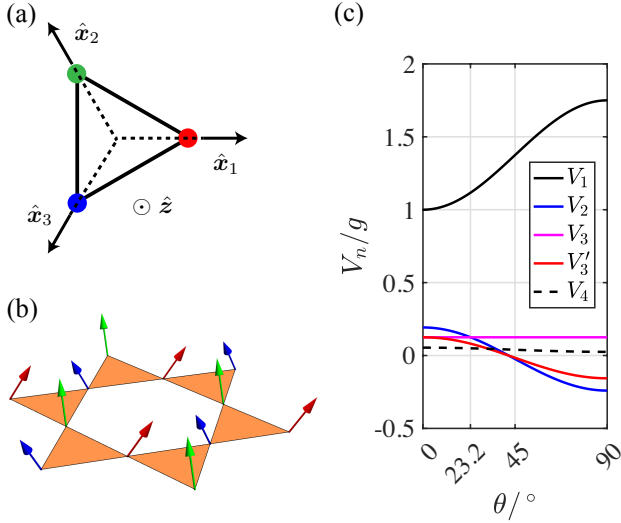 (a)
x̂₂
x̂₁
x̂₃
⊙ ẑ
(b)
(c)
2
1.5
1
0.5
0
-0.5
Vₙ/g
V₁
V₂
V₃
V₃′
V₄
0
23.2
45
90
θ/°